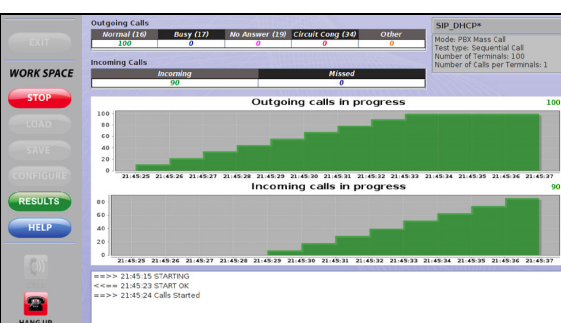 EXIT
WORK SPACE
STOP
LOAD
SAVE
CONFIGURE
RESULTS
HELP
HANG UP
Outgoing Calls
Normal (16) Busy (17) No Answer (19) Circuit Cong (34) Other
100 0 0 0 0
Incoming Calls
Incoming Missed
90 0
SIP_DHCP*
Mode: PBX Mass Call
Test type: Sequential Call
Number of Terminals: 100
Number of Calls per Terminals: 1
Outgoing calls in progress 100
100
80
60
40
20
0
21:45:25 21:45:26 21:45:27 21:45:28 21:45:29 21:45:30 21:45:31 21:45:32 21:45:33 21:45:34 21:45:35 21:45:36 21:45:37
Incoming calls in progress 90
80
60
40
20
0
21:45:25 21:45:26 21:45:27 21:45:28 21:45:29 21:45:30 21:45:31 21:45:32 21:45:33 21:45:34 21:45:35 21:45:36 21:45:37
==>> 21:45:15 STARTING
<<== 21:45:23 START OK
==>> 21:45:24 Calls Started